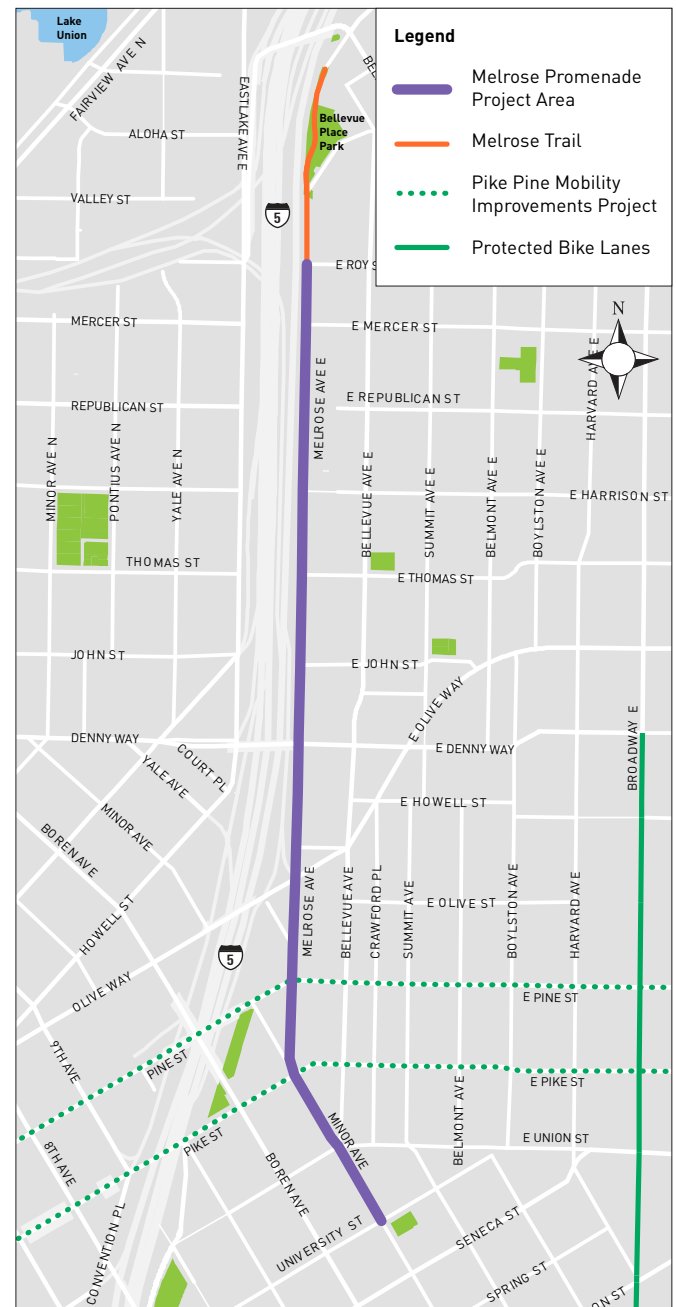 Lake
Union
FAIRVIEW AVE N
EASTLAKE AVE E
ALOHA ST
VALLEY ST
Bellevue
Place
Park
5
Legend
Melrose Promenade
Project Area
Melrose Trail
Pike Pine Mobility
Improvements Project
Protected Bike Lanes
E ROY
N
MERCER ST
E MERCER ST
HARVARD AVE E
REPUBLICAN ST
E REPUBLICAN ST
MELROSE AVE E
MINOR AVE N
PONTIUS AVE N
YALE AVE N
BELLEVUE AVE E
SUMMIT AVE E
BELMONT AVE E
BOYLSTON AVE E
E HARRISON ST
THOMAS ST
E THOMAS ST
JOHN ST
E JOHN ST
E OLIVE WAY
DENNY WAY
E DENNY WAY
BROADWAY E
COURT PL
YALE AVE
MINOR AVE
BOREN AVE
E HOWELL ST
HOWELL ST
MELROSE AVE
BELLEVUE AVE
CRAWFORD PL
SUMMIT AVE
E OLIVE ST
BOYLSTON AVE
HARVARD AVE
5
OLIVE WAY
E PINE ST
9TH AVE
PINE ST
E PIKE ST
PIKE ST
MINOR AVE
BELMONT AVE
E UNION ST
8TH AVE
BOREN AVE
CONVENTION PL
UNIVERSITY ST
SENECA ST
SPRING ST
ON ST